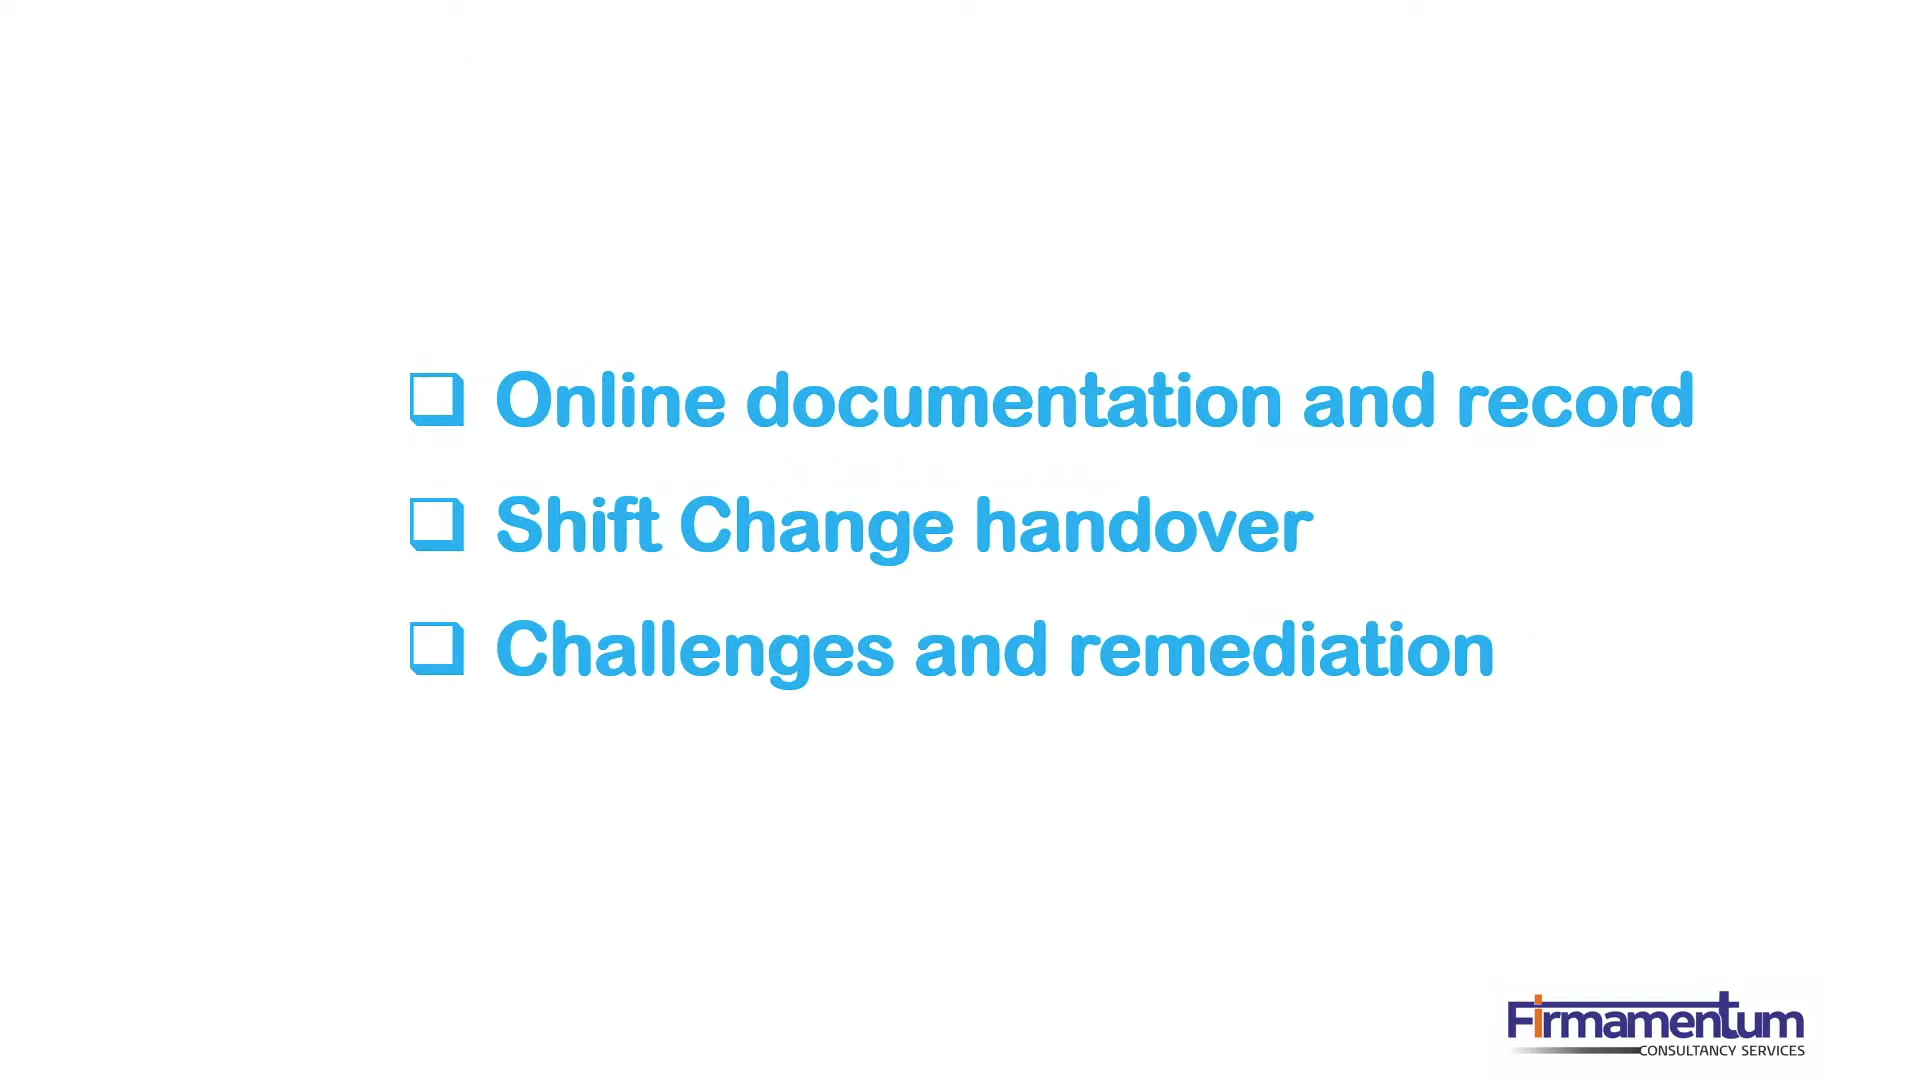 Online documentation and record
Shift Change handover
Challenges and remediation
Firmamentum
CONSULTANCY SERVICES